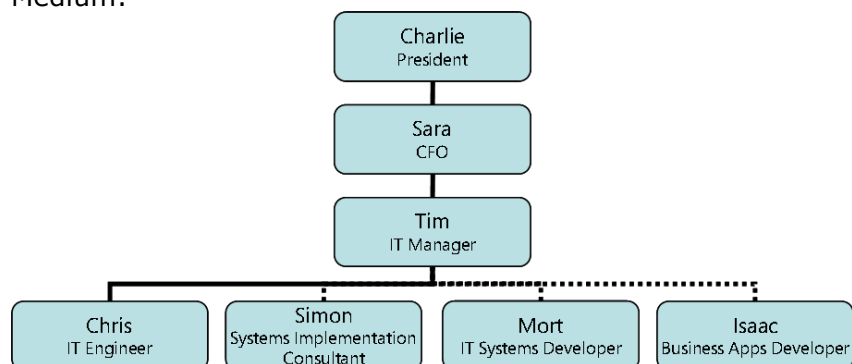 Medium:
Charlie
President
Sara
CFO
Tim
IT Manager
Chris
IT Engineer
Simon
Systems Implementation
Consultant
Mort
IT Systems Developer
Isaac
Business Apps Developer